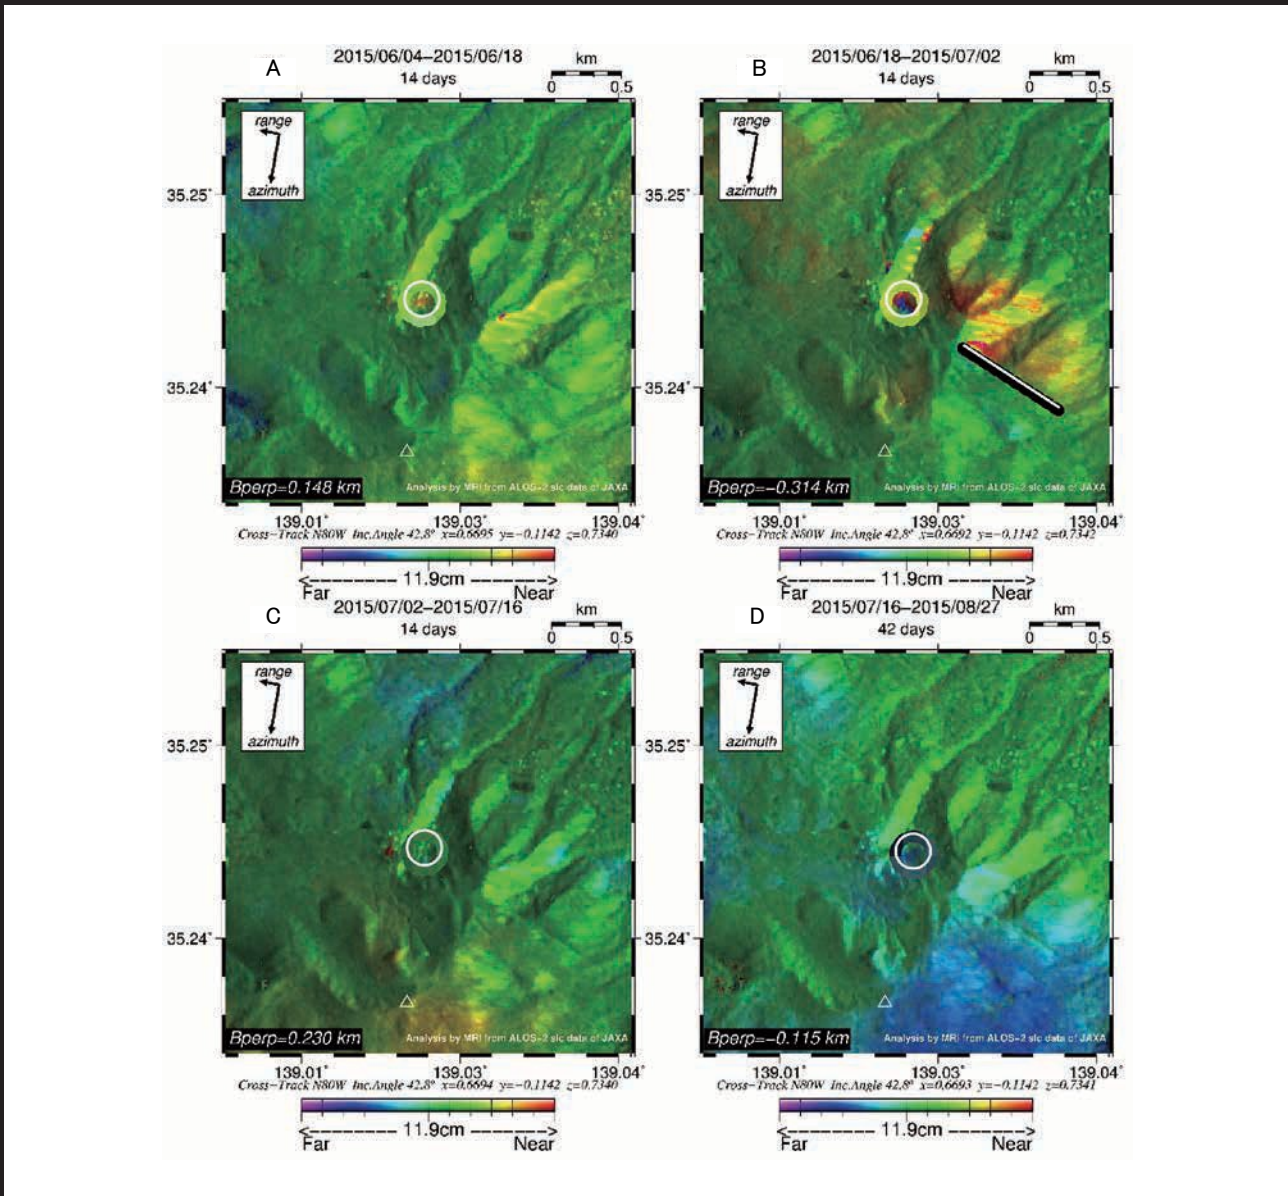 A
2015/06/04−2015/06/18
14 days
km
0 0.5
range
azimuth
35.25°
35.24°
Bperp=0.148 km
Analysis by MRI from ALOS−2 slc data of JAXA
139.01° 139.03° 139.04°
Cross−Track N80W Inc.Angle 42.8° x=0.6695 y=−0.1142 z=0.7340
11.9cm
Far Near
B
2015/06/18−2015/07/02
14 days
km
0 0.5
range
azimuth
35.25°
35.24°
Bperp=−0.314 km
Analysis by MRI from ALOS−2 slc data of JAXA
139.01° 139.03° 139.04°
Cross−Track N80W Inc.Angle 42.8° x=0.6692 y=−0.1142 z=0.7342
11.9cm
Far Near
C
2015/07/02−2015/07/16
14 days
km
0 0.5
range
azimuth
35.25°
35.24°
Bperp=0.230 km
Analysis by MRI from ALOS−2 slc data of JAXA
139.01° 139.03° 139.04°
Cross−Track N80W Inc.Angle 42.8° x=0.6694 y=−0.1142 z=0.7340
11.9cm
Far Near
D
2015/07/16−2015/08/27
42 days
km
0 0.5
range
azimuth
35.25°
35.24°
Bperp=−0.115 km
Analysis by MRI from ALOS−2 slc data of JAXA
139.01° 139.03° 139.04°
Cross−Track N80W Inc.Angle 42.8° x=0.6693 y=−0.1142 z=0.7341
11.9cm
Far Near